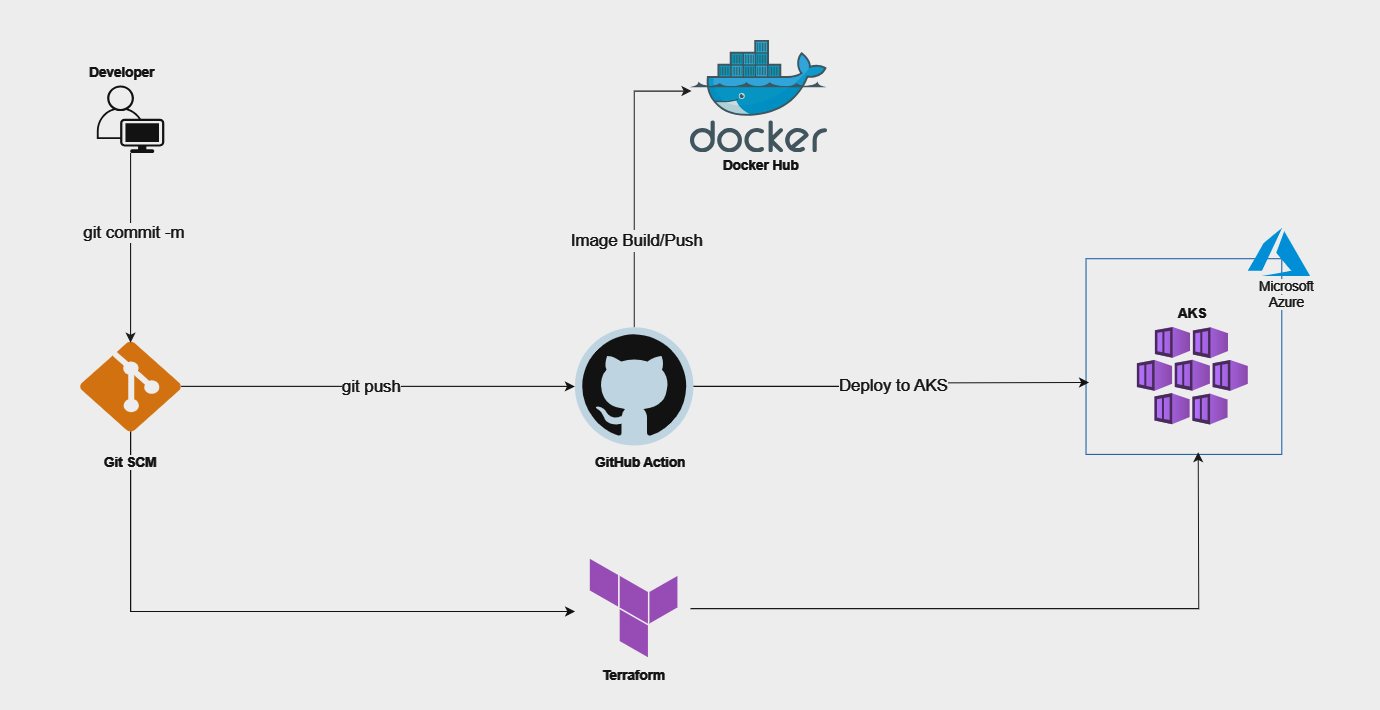 Developer
docker
Docker Hub
git commit -m
Image Build/Push
Microsoft
Azure
AKS
git push
Deploy to AKS
Git SCM
GitHub Action
Terraform